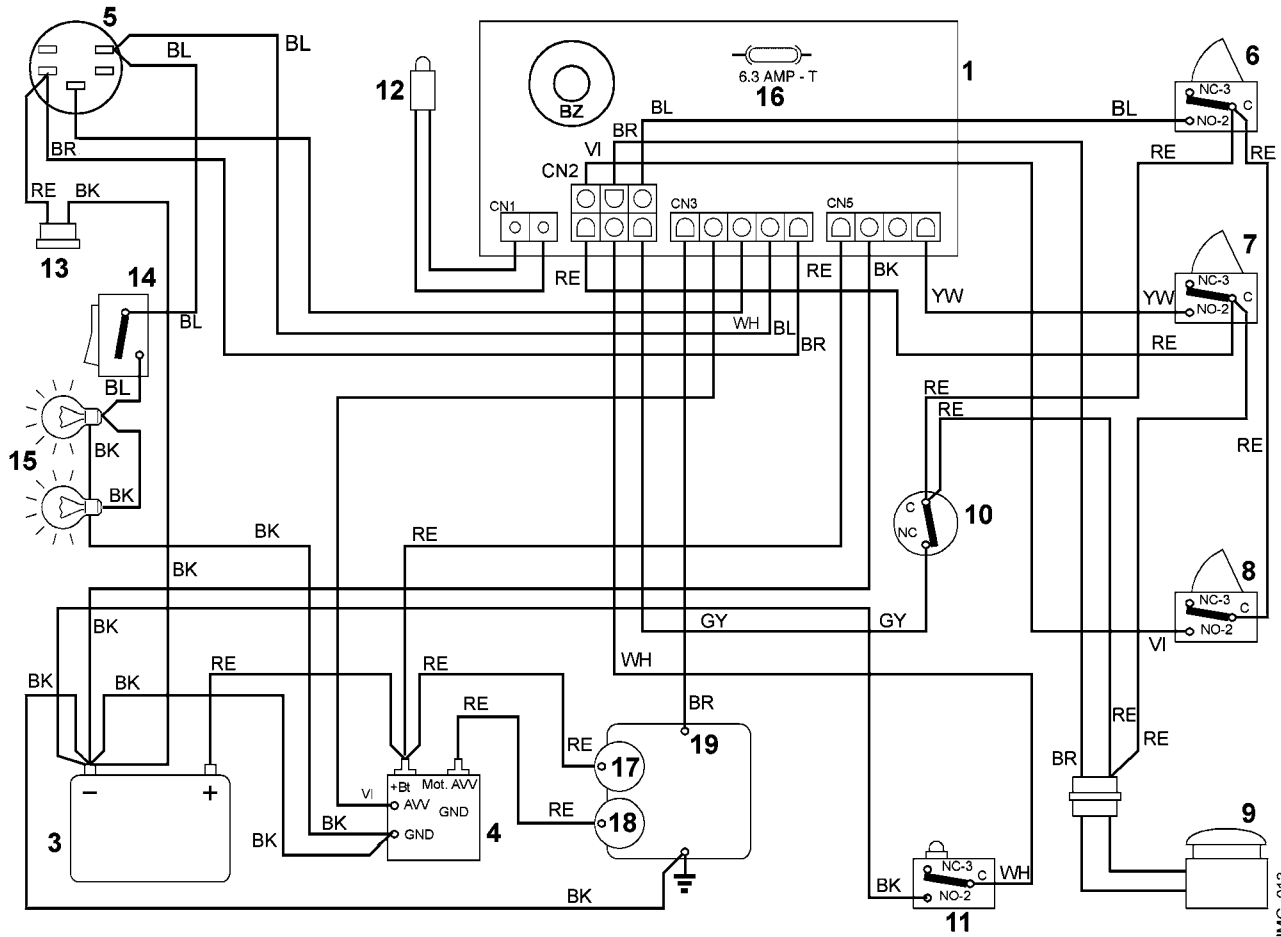 5
BL
BL
BR
RE
BK
13
14
BL
BL
15
BK
BK
BK
BK
BK
BK
BK
RE
3
−
+
12
1
BZ
6.3 AMP - T
16
BL
BR
VI
CN2
CN1
CN3
CN5
RE
RE
BK
YW
WH
BL
BR
RE
GY
GY
WH
BR
RE
RE
RE
RE
+Bt
Mot. AVV
VI
AVV
GND
GND
4
BK
BK
BK
17
18
19
6
BL
NC-3
C
NO-2
RE
RE
7
NC-3
C
YW
NO-2
RE
RE
RE
RE
10
C
NC
8
NC-3
C
NO-2
VI
RE
RE
BR
9
NC-3
C
WH
BK
NO-2
11